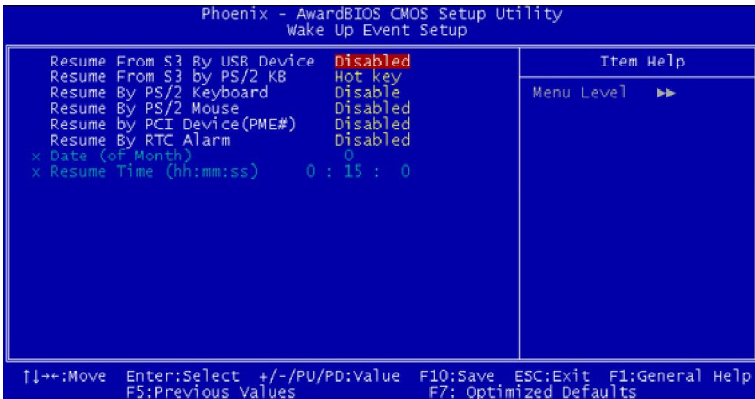 Phoenix - AwardBIOS CMOS Setup Utility
Wake Up Event Setup
Resume From S3 By USB Device Disabled
Resume From S3 by PS/2 KB Hot key
Resume By PS/2 Keyboard Disable
Resume By PS/2 Mouse Disabled
Resume by PCI Device(PME#) Disabled
Resume By RTC Alarm Disabled
x Date (of Month) 0
x Resume Time (hh:mm:ss) 0 : 15 : 0
Item Help
Menu Level ►►
↑↓→←:Move Enter:Select +/-/PU/PD:Value F10:Save ESC:Exit F1:General Help
F5:Previous Values F7: Optimized Defaults